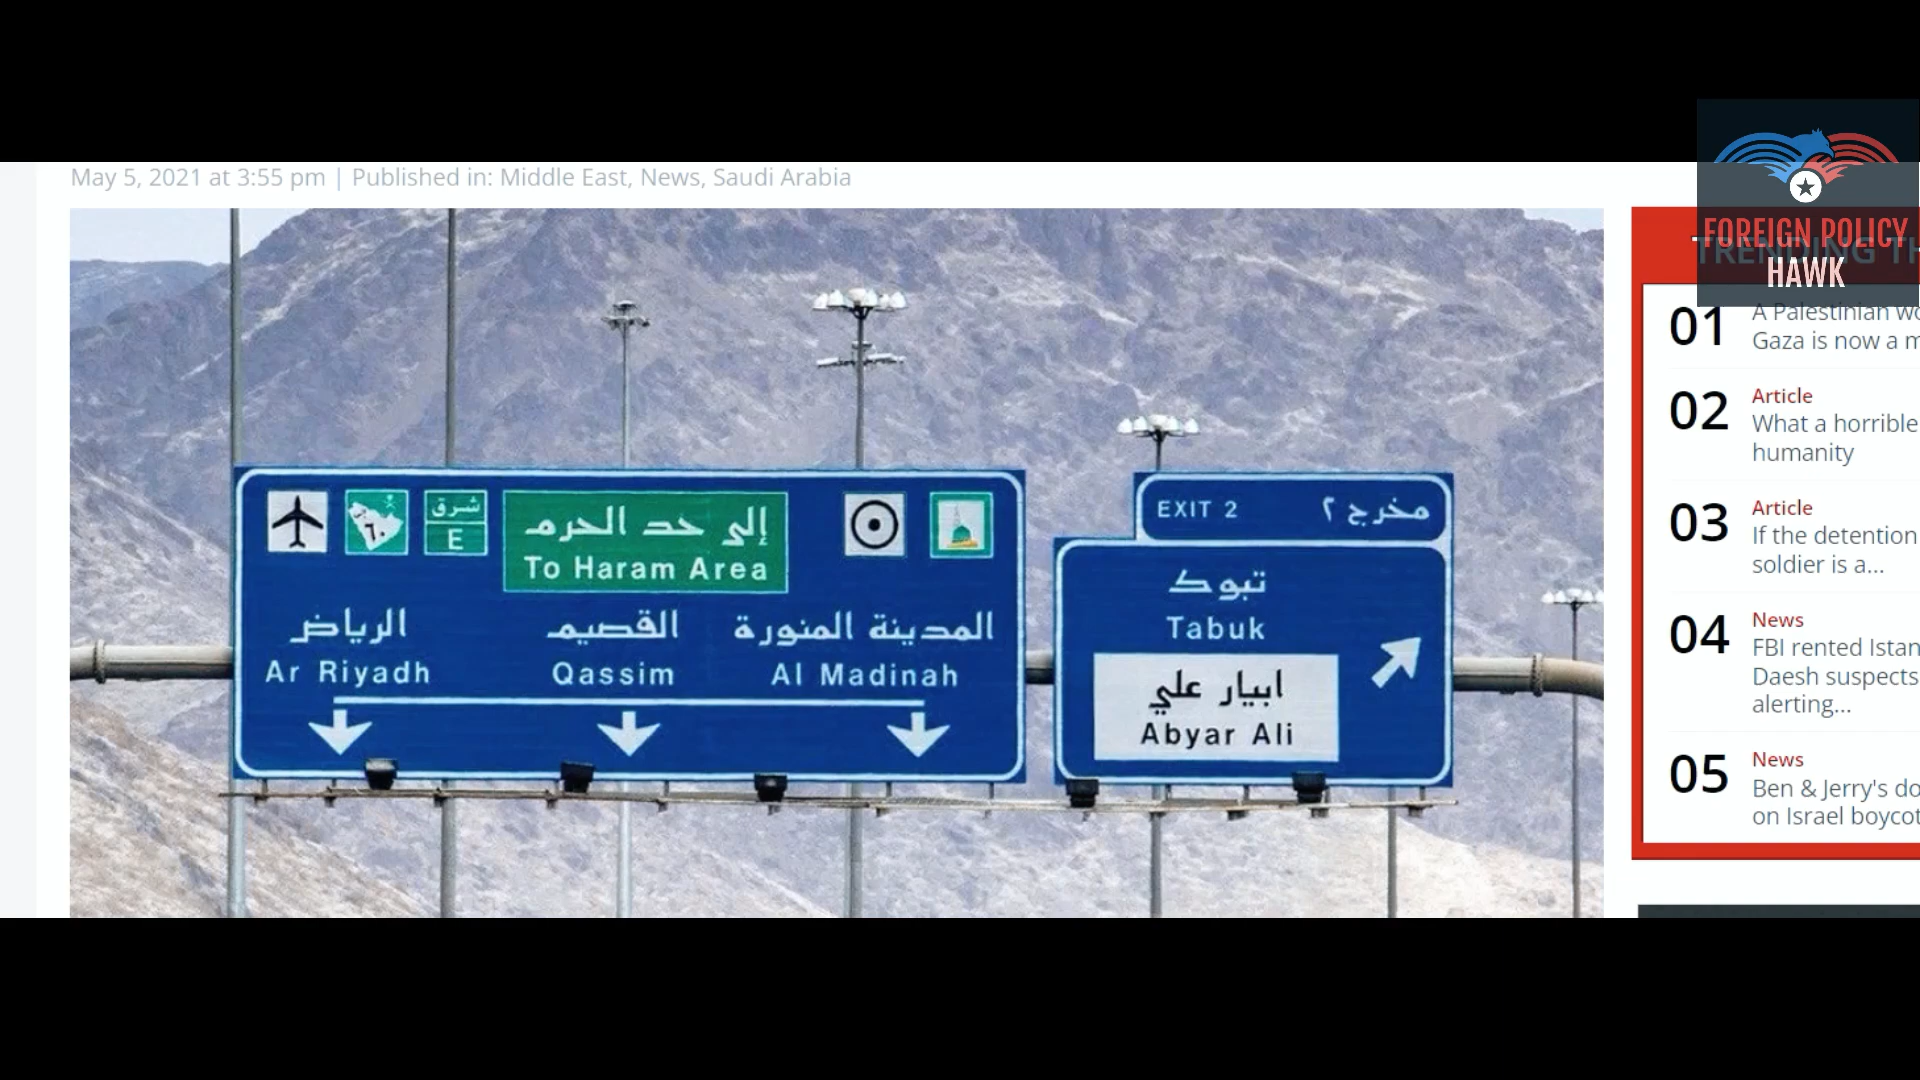 May 5, 2021 at 3:55 pm | Published in: Middle East, News, Saudi Arabia
FOREIGN POLICY
HAWK
شرق
E
٦٠
إلى حد الحرم
To Haram Area
الرياض
القصيم
المدينة المنورة
Ar Riyadh
Qassim
Al Madinah
EXIT 2
مخرج ٢
تبوك
Tabuk
ابيار علي
Abyar Ali
TRENDING
01
A Palestinian
Gaza is now a
02
Article
What a horrible
humanity
03
Article
If the detention
soldier is a...
04
News
FBI rented
Daesh suspects
alerting...
05
News
Ben & Jerry's
on Israel